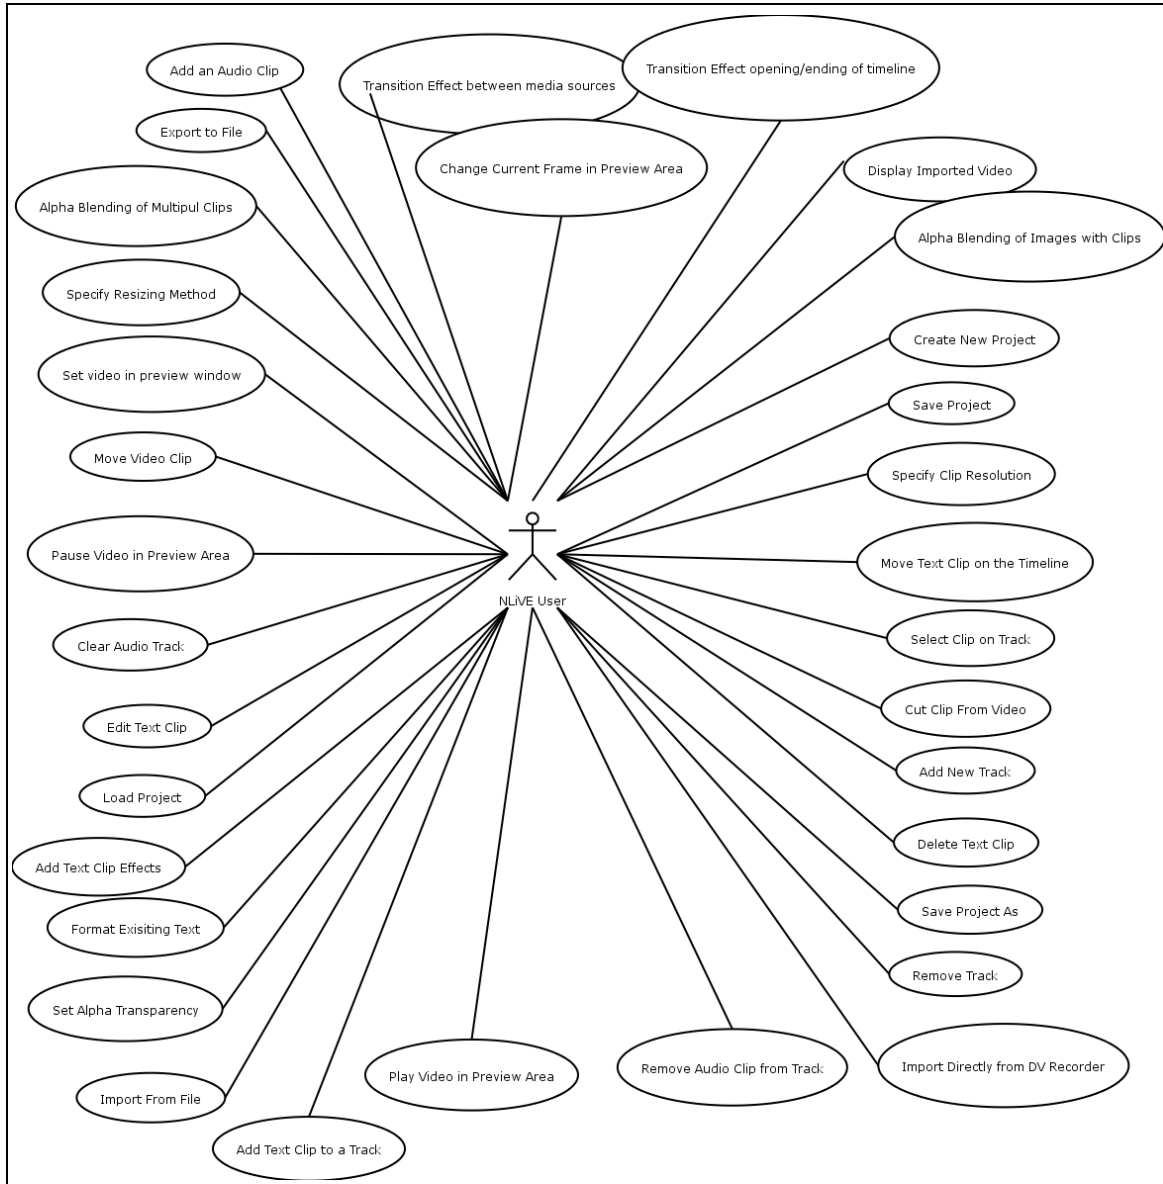 Add an Audio Clip
Transition Effect between media sources
Transition Effect opening/ending of timeline
Export to File
Change Current Frame in Preview Area
Display Imported Video
Alpha Blending of Multipul Clips
Alpha Blending of Images with Clips
Specify Resizing Method
Create New Project
Set video in preview window
Save Project
Move Video Clip
Specify Clip Resolution
Pause Video in Preview Area
Move Text Clip on the Timeline
NLiVE User
Clear Audio Track
Select Clip on Track
Cut Clip From Video
Edit Text Clip
Add New Track
Load Project
Delete Text Clip
Add Text Clip Effects
Save Project As
Format Exisiting Text
Remove Track
Set Alpha Transparency
Play Video in Preview Area
Remove Audio Clip from Track
Import Directly from DV Recorder
Import From File
Add Text Clip to a Track